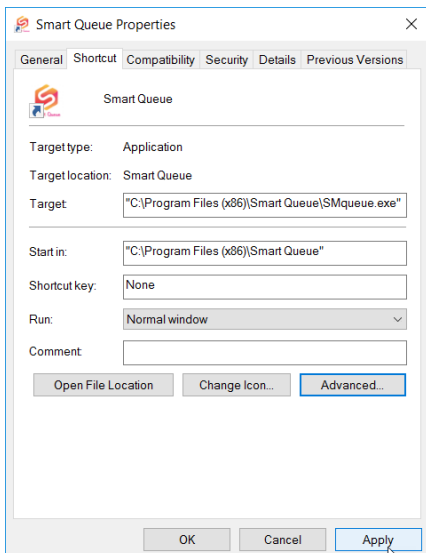 Smart Queue Properties
General Shortcut Compatibility Security Details Previous Versions
Smart Queue
Target type: Application
Target location: Smart Queue
Target: "C:\Program Files (x86)\Smart Queue\SMqueue.exe"
Start in: "C:\Program Files (x86)\Smart Queue"
Shortcut key: None
Run: Normal window
Comment:
Open File Location Change Icon... Advanced...
OK Cancel Apply